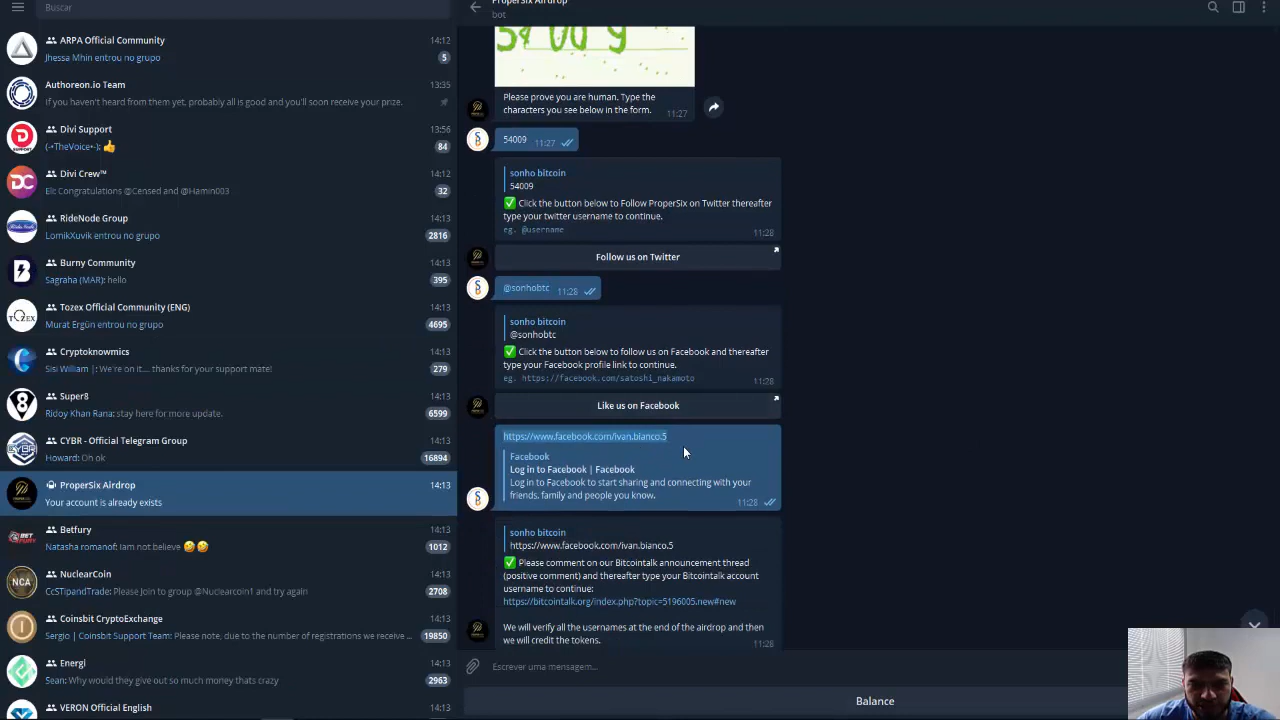 Buscar
ARPA Official Community 14:12
Jhessa Mhin entrou no grupo 5
Authoreon.io Team 13:35
If you haven't heard from them yet, probably all is good and you'll soon receive your prize.
Divi Support 13:56
(-•TheVoice•-): 👍 84
Divi Crew™ 14:12
Eli: Congratulations @Censed and @Hamin003 32
RideNode Group 14:13
LornikXuvik entrou no grupo 2816
Burny Community 14:13
Sagraha (MAR): hello 395
Tozex Official Community (ENG) 14:13
Murat Ergün entrou no grupo 4695
Cryptoknowmics 14:13
Sisi William |: We're on it.... thanks for your support mate! 279
Super8 14:13
Ridoy Khan Rana: stay here for more update. 6599
CYBR - Official Telegram Group 14:13
Howard: Oh ok 16894
ProperSix Airdrop 14:13
Your account is already exists
Betfury 14:13
Natasha romanof: Iam not believe 🤣🤣 1012
NuclearCoin 14:13
CcSTipandTrade: Please Join to group @Nuclearcoin1 and try again 2708
Coinsbit CryptoExchange 14:13
Sergio | Coinsbit Support Team: Please note, due to the number of registrations we receive ... 19850
Energi 14:13
Sean: Why would they give out so much money thats crazy 2963
VERON Official English 14:13
ProperSix Airdrop
bot
54009
Please prove you are human. Type the
characters you see below in the form. 11:27
54009 11:27
sonho bitcoin
54009
✅ Click the button below to Follow ProperSix on Twitter thereafter
type your twitter username to continue.
eg. @username 11:28
Follow us on Twitter
@sonhobtc 11:28
sonho bitcoin
@sonhobtc
✅ Click the button below to follow us on Facebook and thereafter
type your Facebook profile link to continue.
eg. https://facebook.com/satoshi_nakamoto 11:28
Like us on Facebook
https://www.facebook.com/ivan.bianco.5
Facebook
Log in to Facebook | Facebook
Log in to Facebook to start sharing and connecting with your
friends, family and people you know. 11:28
sonho bitcoin
https://www.facebook.com/ivan.bianco.5
✅ Please comment on our Bitcointalk announcement thread
(positive comment) and thereafter type your Bitcointalk account
username to continue:
https://bitcointalk.org/index.php?topic=5196005.new#new
We will verify all the usernames at the end of the airdrop and then
we will credit the tokens. 11:28
Escrever uma mensagem...
Balance